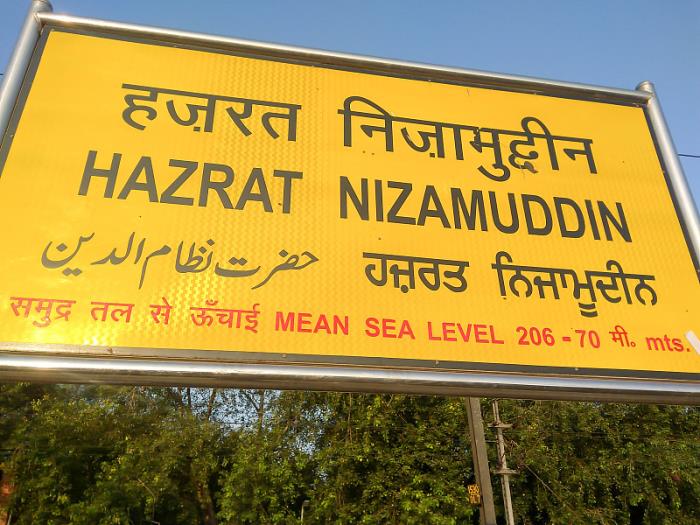 हज़रत निज़ामुद्दीन
HAZRAT NIZAMUDDIN
حضرت نظام الدین ਹਜ਼ਰਤ ਨਿਜਾਮੂਦੀਨ
समुद्र तल से ऊँचाई MEAN SEA LEVEL 206 - 70 मी॰ mts.